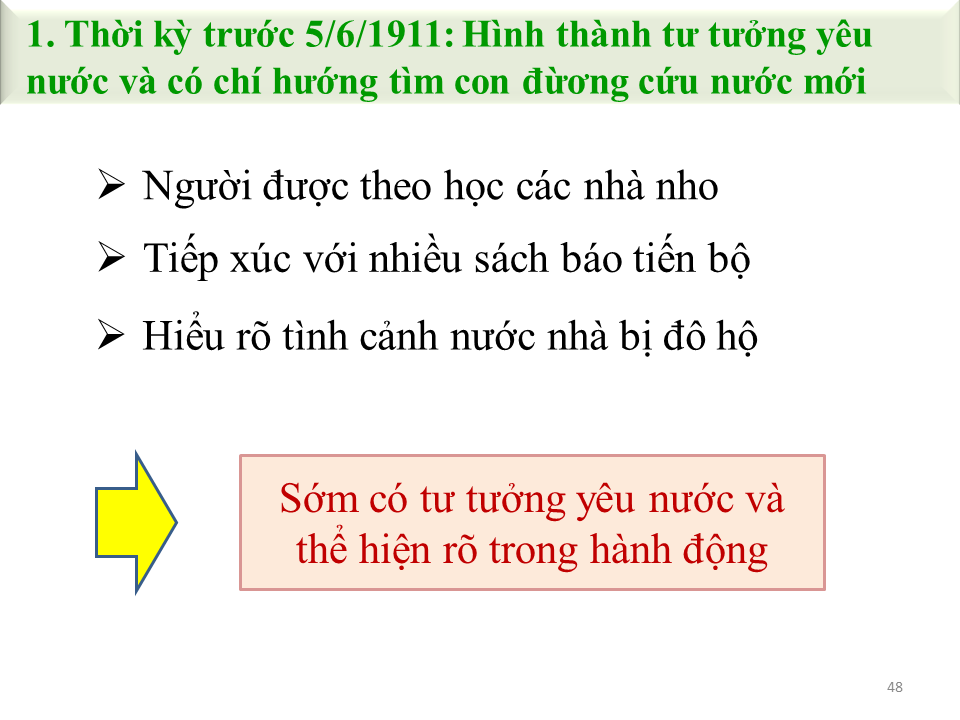 1. Thời kỳ trước 5/6/1911: Hình thành tư tưởng yêu
nước và có chí hướng tìm con đừơng cứu nước mới
Người được theo học các nhà nho
Tiếp xúc với nhiều sách báo tiến bộ
Hiểu rõ tình cảnh nước nhà bị đô hộ
Sớm có tư tưởng yêu nước và
thể hiện rõ trong hành động
48